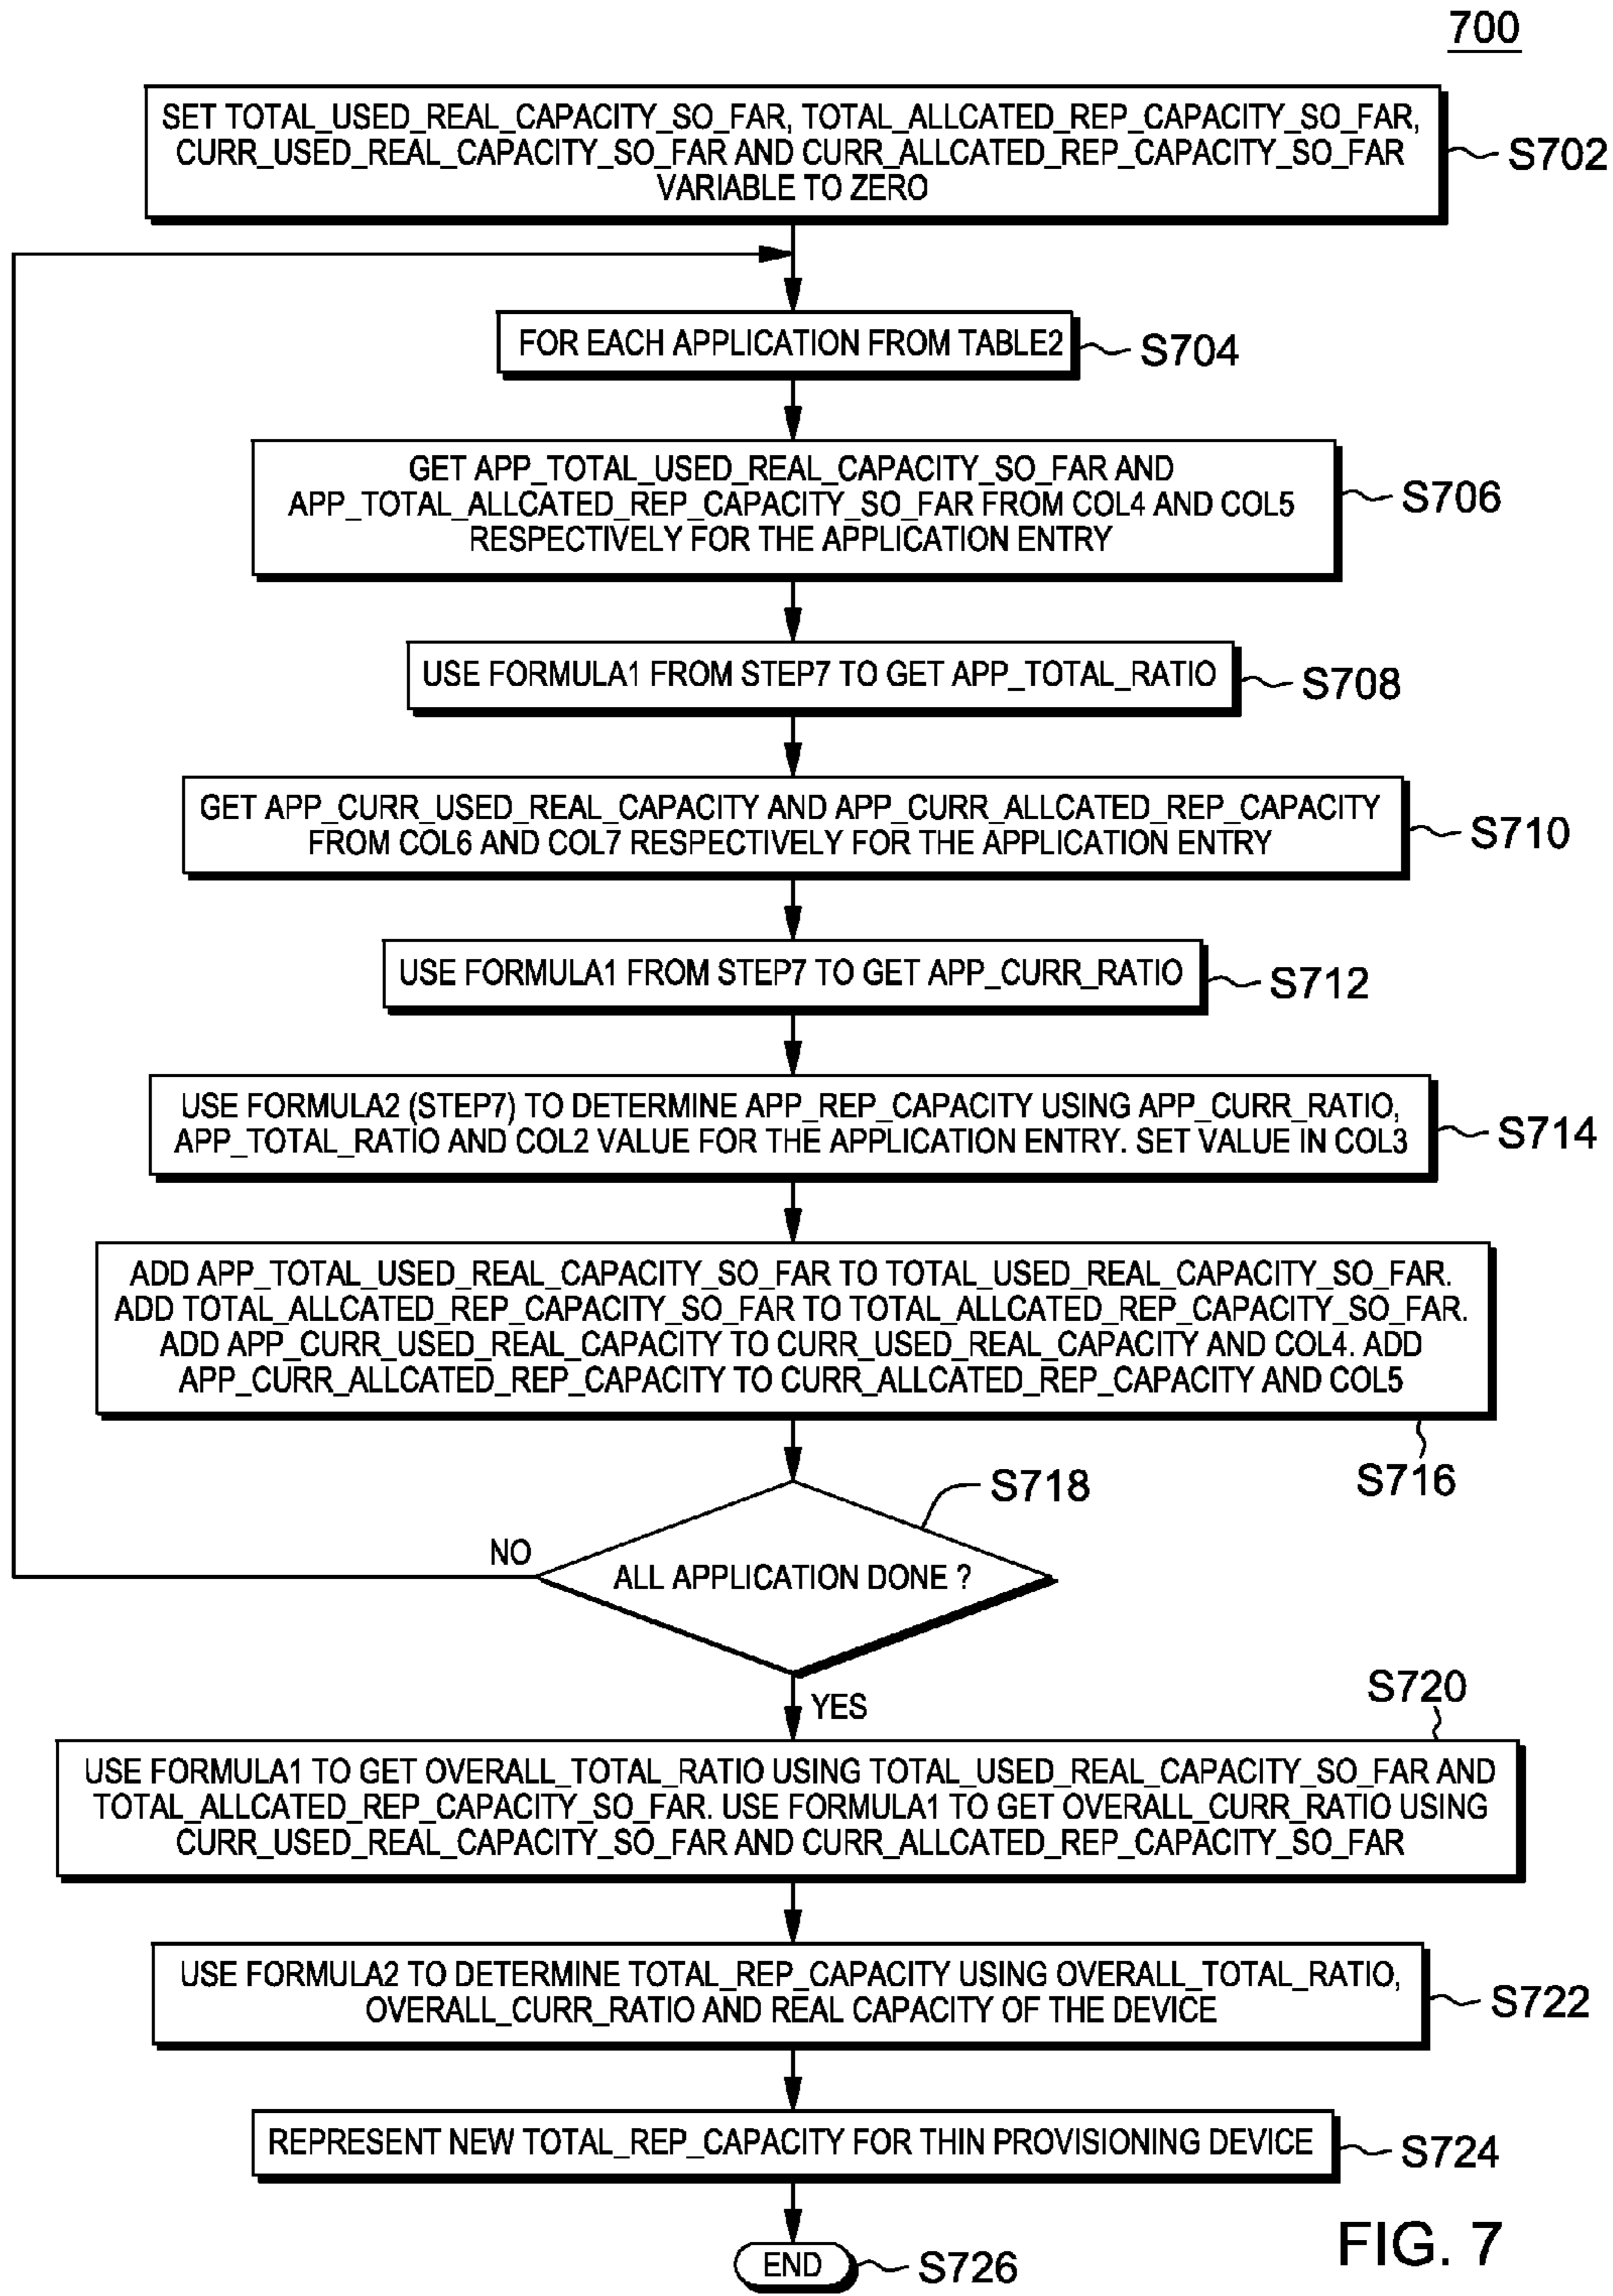 700
SET TOTAL_USED_REAL_CAPACITY_SO_FAR, TOTAL_ALLCATED_REP_CAPACITY_SO_FAR,
CURR_USED_REAL_CAPACITY_SO_FAR AND CURR_ALLCATED_REP_CAPACITY_SO_FAR
VARIABLE TO ZERO
S702
FOR EACH APPLICATION FROM TABLE2
S704
GET APP_TOTAL_USED_REAL_CAPACITY_SO_FAR AND
APP_TOTAL_ALLCATED_REP_CAPACITY_SO_FAR FROM COL4 AND COL5
RESPECTIVELY FOR THE APPLICATION ENTRY
S706
USE FORMULA1 FROM STEP7 TO GET APP_TOTAL_RATIO
S708
GET APP_CURR_USED_REAL_CAPACITY AND APP_CURR_ALLCATED_REP_CAPACITY
FROM COL6 AND COL7 RESPECTIVELY FOR THE APPLICATION ENTRY
S710
USE FORMULA1 FROM STEP7 TO GET APP_CURR_RATIO
S712
USE FORMULA2 (STEP7) TO DETERMINE APP_REP_CAPACITY USING APP_CURR_RATIO,
APP_TOTAL_RATIO AND COL2 VALUE FOR THE APPLICATION ENTRY. SET VALUE IN COL3
S714
ADD APP_TOTAL_USED_REAL_CAPACITY_SO_FAR TO TOTAL_USED_REAL_CAPACITY_SO_FAR.
ADD TOTAL_ALLCATED_REP_CAPACITY_SO_FAR TO TOTAL_ALLCATED_REP_CAPACITY_SO_FAR.
ADD APP_CURR_USED_REAL_CAPACITY TO CURR_USED_REAL_CAPACITY AND COL4. ADD
APP_CURR_ALLCATED_REP_CAPACITY TO CURR_ALLCATED_REP_CAPACITY AND COL5
S716
S718
NO
ALL APPLICATION DONE ?
YES
S720
USE FORMULA1 TO GET OVERALL_TOTAL_RATIO USING TOTAL_USED_REAL_CAPACITY_SO_FAR AND
TOTAL_ALLCATED_REP_CAPACITY_SO_FAR. USE FORMULA1 TO GET OVERALL_CURR_RATIO USING
CURR_USED_REAL_CAPACITY_SO_FAR AND CURR_ALLCATED_REP_CAPACITY_SO_FAR
USE FORMULA2 TO DETERMINE TOTAL_REP_CAPACITY USING OVERALL_TOTAL_RATIO,
OVERALL_CURR_RATIO AND REAL CAPACITY OF THE DEVICE
S722
REPRESENT NEW TOTAL_REP_CAPACITY FOR THIN PROVISIONING DEVICE
S724
END
S726
FIG. 7